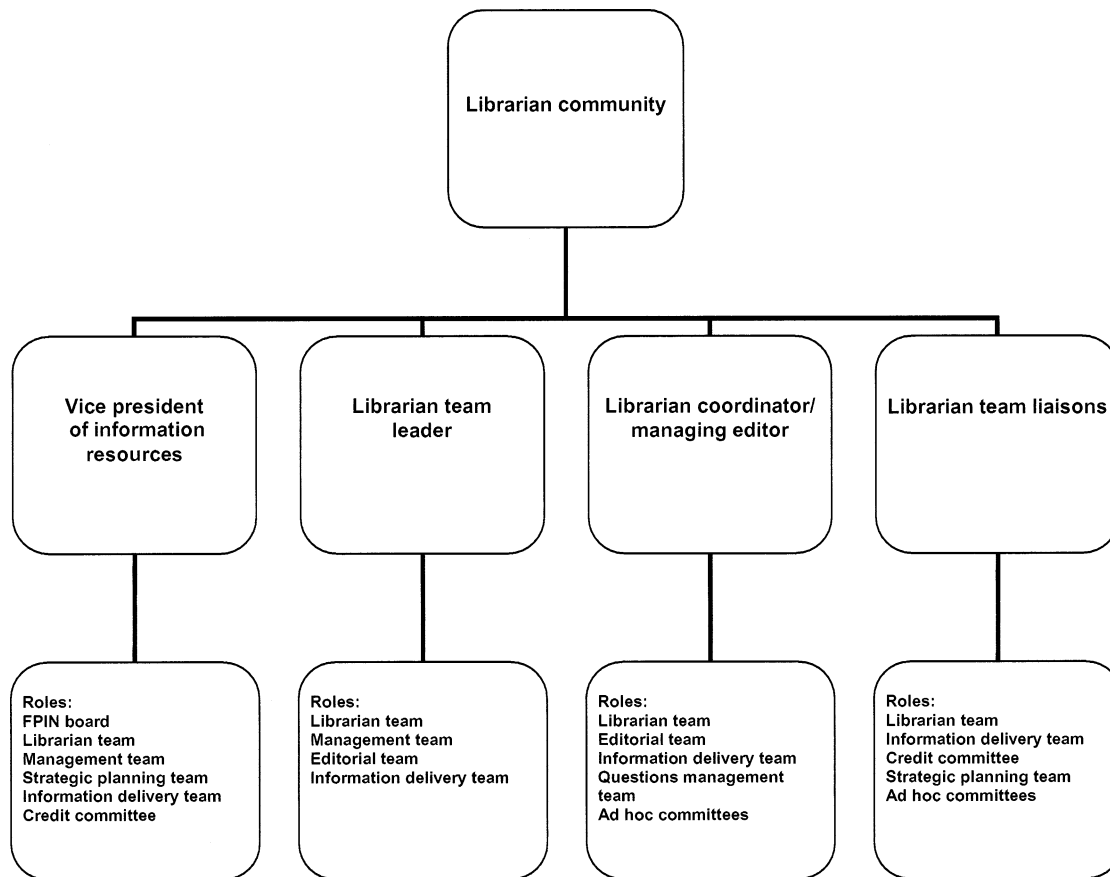 Librarian community
Vice president
of information
resources
Librarian team
leader
Librarian coordinator/
managing editor
Librarian team liaisons
Roles:
FPIN board
Librarian team
Management team
Strategic planning team
Information delivery team
Credit committee
Roles:
Librarian team
Management team
Editorial team
Information delivery team
Roles:
Librarian team
Editorial team
Information delivery team
Questions management
team
Ad hoc committees
Roles:
Librarian team
Information delivery team
Credit committee
Strategic planning team
Ad hoc committees